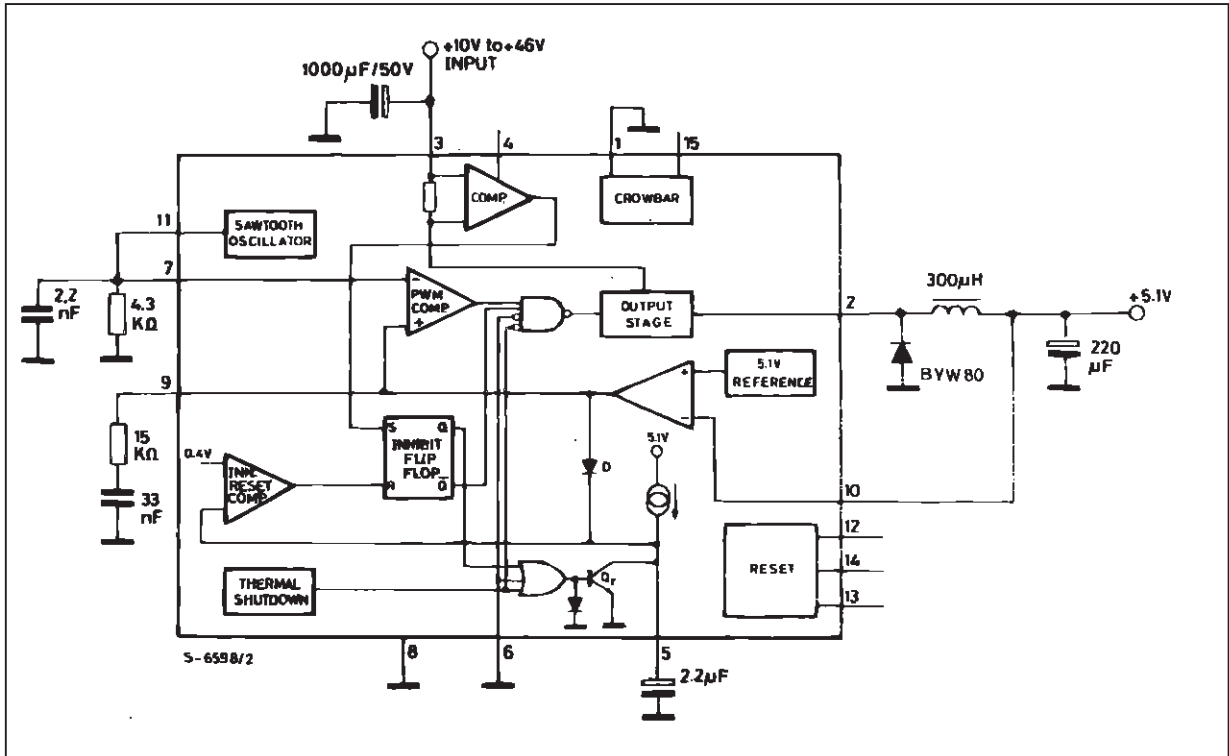 +10V to +46V
INPUT
1000µF/50V
3
4
1
15
COMP.
CROWBAR
11
SAWTOOTH
OSCILLATOR
7
2,2
nF
4.3
KΩ
-
PWM
COMP
+
OUTPUT
STAGE
2
300µH
+5.1V
BYW80
220
µF
9
5.1V
REFERENCE
+
-
15
KΩ
33
nF
0.4V
INH.
RESET
COMP.
S
Q
INHIBIT
FLIP
FLOP
R
Q̅
D
5.1V
10
12
14
13
RESET
THERMAL
SHUTDOWN
Qr
8
6
5
2.2µF
S-6598/2